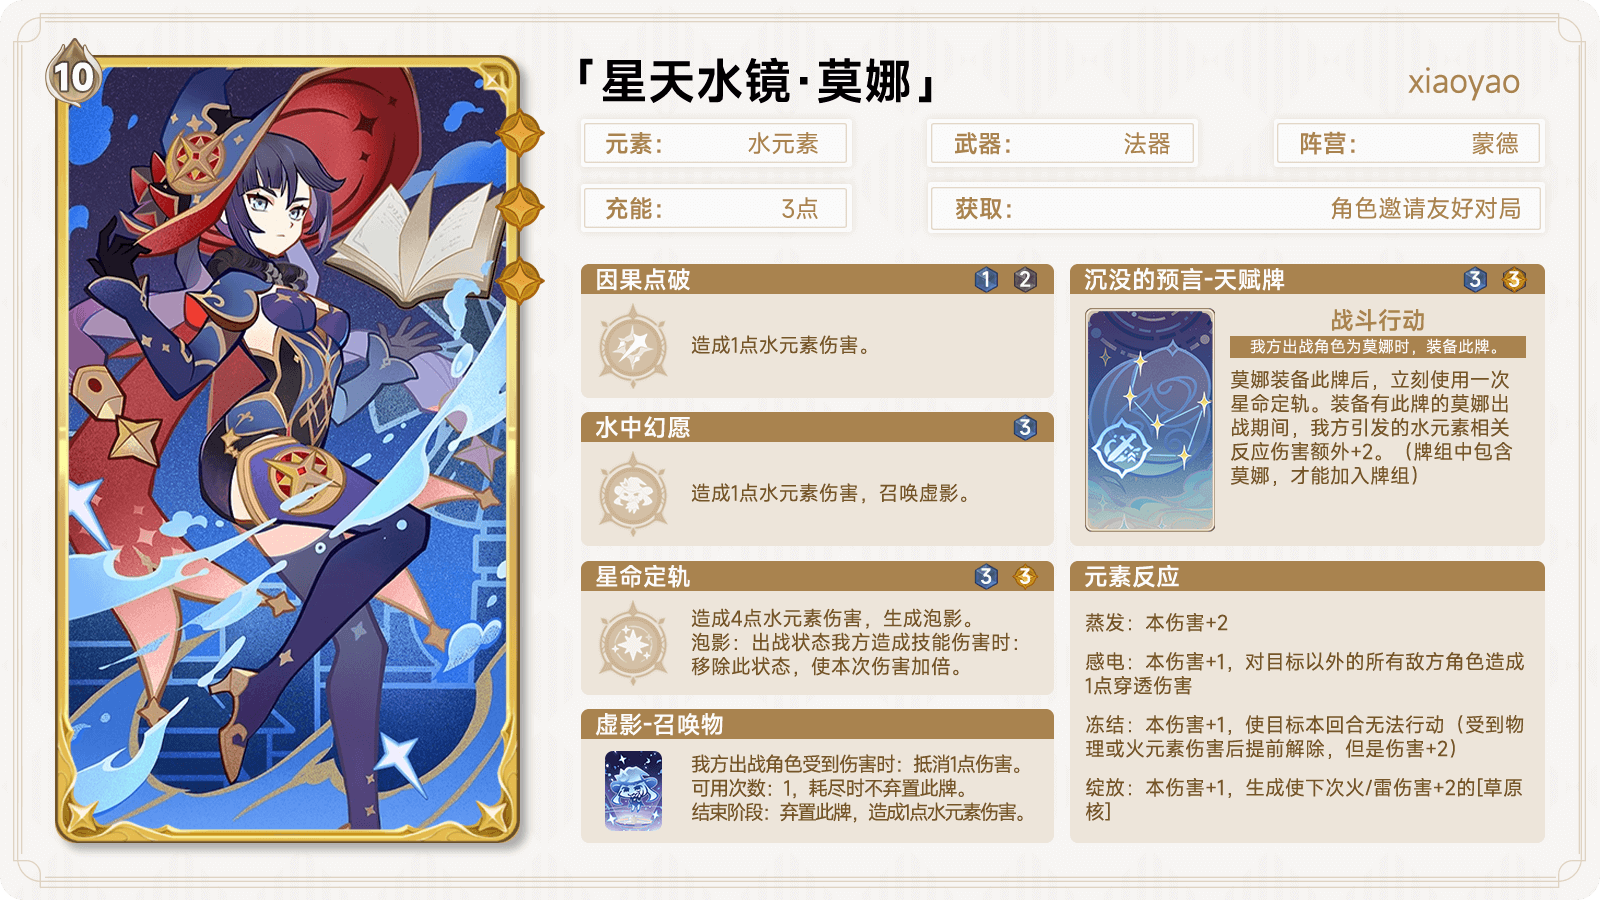 10
「星天水镜·莫娜」
xiaoyao
元素： 水元素
武器： 法器
阵营： 蒙德
充能： 3点
获取： 角色邀请友好对局
因果点破 1 2
造成1点水元素伤害。
水中幻愿 3
造成1点水元素伤害，召唤虚影。
星命定轨 3 3
造成4点水元素伤害，生成泡影。
泡影：出战状态我方造成技能伤害时：
移除此状态，使本次伤害加倍。
虚影-召唤物
我方出战角色受到伤害时：抵消1点伤害。
可用次数：1，耗尽时不弃置此牌。
结束阶段：弃置此牌，造成1点水元素伤害。
沉没的预言-天赋牌 3 3
战斗行动
我方出战角色为莫娜时，装备此牌。
莫娜装备此牌后，立刻使用一次
星命定轨。装备有此牌的莫娜出
战期间，我方引发的水元素相关
反应伤害额外+2。（牌组中包含
莫娜，才能加入牌组）
元素反应
蒸发：本伤害+2
感电：本伤害+1，对目标以外的所有敌方角色造成
1点穿透伤害
冻结：本伤害+1，使目标本回合无法行动（受到物
理或火元素伤害后提前解除，但是伤害+2）
绽放：本伤害+1，生成使下次火/雷伤害+2的[草原
核]